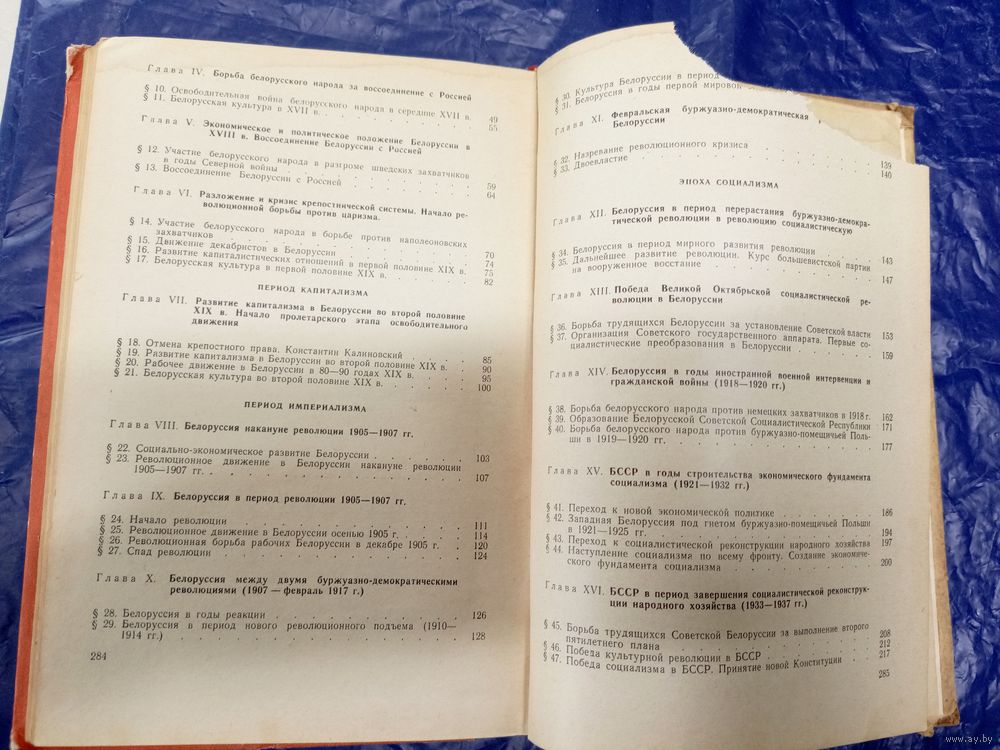 Глава IV. Борьба белорусского народа за воссоединение с Россией
§ 10. Освободительная война белорусского народа в середине XVII в. 49
§ 11. Белорусская культура в XVII в. . . . . . . . . . 55
Глава V. Экономическое и политическое положение Белоруссии в
XVIII в. Воссоединение Белоруссии с Россией
§ 12. Участие белорусского народа в разгроме шведских захватчиков
в годы Северной войны . . . . . . . . . . 59
§ 13. Воссоединение Белоруссии с Россией . . . . . . . 64
Глава VI. Разложение и кризис крепостнической системы. Начало ре-
волюционной борьбы против царизма.
§ 14. Участие белорусского народа в борьбе против наполеоновских
захватчиков . . . . . . . . . . 70
§ 15. Движение декабристов в Белоруссии . . . . . . . 74
§ 16. Развитие капиталистических отношений в первой половине XIX в. 75
§ 17. Белорусская культура в первой половине XIX в. . . . . 82
ПЕРИОД КАПИТАЛИЗМА
Глава VII. Развитие капитализма в Белоруссии во второй половине
XIX в. Начало пролетарского этапа освободительного
движения
§ 18. Отмена крепостного права. Константин Калиновский . . . . 85
§ 19. Развитие капитализма в Белоруссии во второй половине XIX в. . 90
§ 20. Рабочее движение в Белоруссии в 80—90 годах XIX в. . . . 95
§ 21. Белорусская культура во второй половине XIX в. . . . . 100
ПЕРИОД ИМПЕРИАЛИЗМА
Глава VIII. Белоруссия накануне революции 1905—1907 гг.
§ 22. Социально-экономическое развитие Белоруссии . . . . . 103
§ 23. Революционное движение в Белоруссии накануне революции
1905—1907 гг. . . . . . . . . . . 107
Глава IX. Белоруссия в период революции 1905—1907 гг.
§ 24. Начало революции . . . . . . . . . . 111
§ 25. Революционное движение в Белоруссии осенью 1905 г. . . . 114
§ 26. Революционная борьба рабочих Белоруссии в декабре 1905 г. . 120
§ 27. Спад революции . . . . . . . . . . 124
Глава X. Белоруссия между двумя буржуазно-демократическими
революциями (1907 — февраль 1917 г.)
§ 28. Белоруссия в годы реакции . . . . . . . . . 126
§ 29. Белоруссия в период нового революционного подъема (1910—
1914 гг.) . . . . . . . . . . 128
284
§ 30. Культура Белоруссии в период
§ 31. Белоруссия в годы первой мировой
Глава XI. Февральская буржуазно-демократическая
Белоруссии
§ 32. Назревание революционного кризиса . . . . . . . 139
§ 33. Двоевластие . . . . . . . . . . 140
ЭПОХА СОЦИАЛИЗМА
Глава XII. Белоруссия в период перерастания буржуазно-демокра-
тической революции в революцию социалистическую
§ 34. Белоруссия в период мирного развития революции . . . . 143
§ 35. Дальнейшее развитие революции. Курс большевистской партии
на вооруженное восстание . . . . . . . . . 147
Глава XIII. Победа Великой Октябрьской социалистической ре-
волюции в Белоруссии
§ 36. Борьба трудящихся Белоруссии за установление Советской власти 153
§ 37. Организация Советского государственного аппарата. Первые со-
циалистические преобразования в Белоруссии . . . . . . 159
Глава XIV. Белоруссия в годы иностранной военной интервенции и
гражданской войны (1918—1920 гг.)
§ 38. Борьба белорусского народа против немецких захватчиков в 1918 г. 162
§ 39. Образование Белорусской Советской Социалистической Республики 171
§ 40. Борьба белорусского народа против буржуазно-помещичьей Поль-
ши в 1919—1920 гг. . . . . . . . . . . 177
Глава XV. БССР в годы строительства экономического фундамента
социализма (1921—1932 гг.)
§ 41. Переход к новой экономической политике . . . . . . 186
§ 42. Западная Белоруссия под гнетом буржуазно-помещичьей Польши
в 1921—1925 гг. . . . . . . . . . . 194
§ 43. Переход к социалистической реконструкции народного хозяйства 197
§ 44. Наступление социализма по всему фронту. Создание экономиче-
ского фундамента социализма . . . . . . . . 200
Глава XVI. БССР в период завершения социалистической реконструк-
ции народного хозяйства (1933—1937 гг.)
§ 45. Борьба трудящихся Советской Белоруссии за выполнение второго
пятилетнего плана . . . . . . . . . . 208
§ 46. Победа культурной революции в БССР . . . . . . . 212
§ 47. Победа социализма в БССР. Принятие новой Конституции . . 217
285
www.ay.by